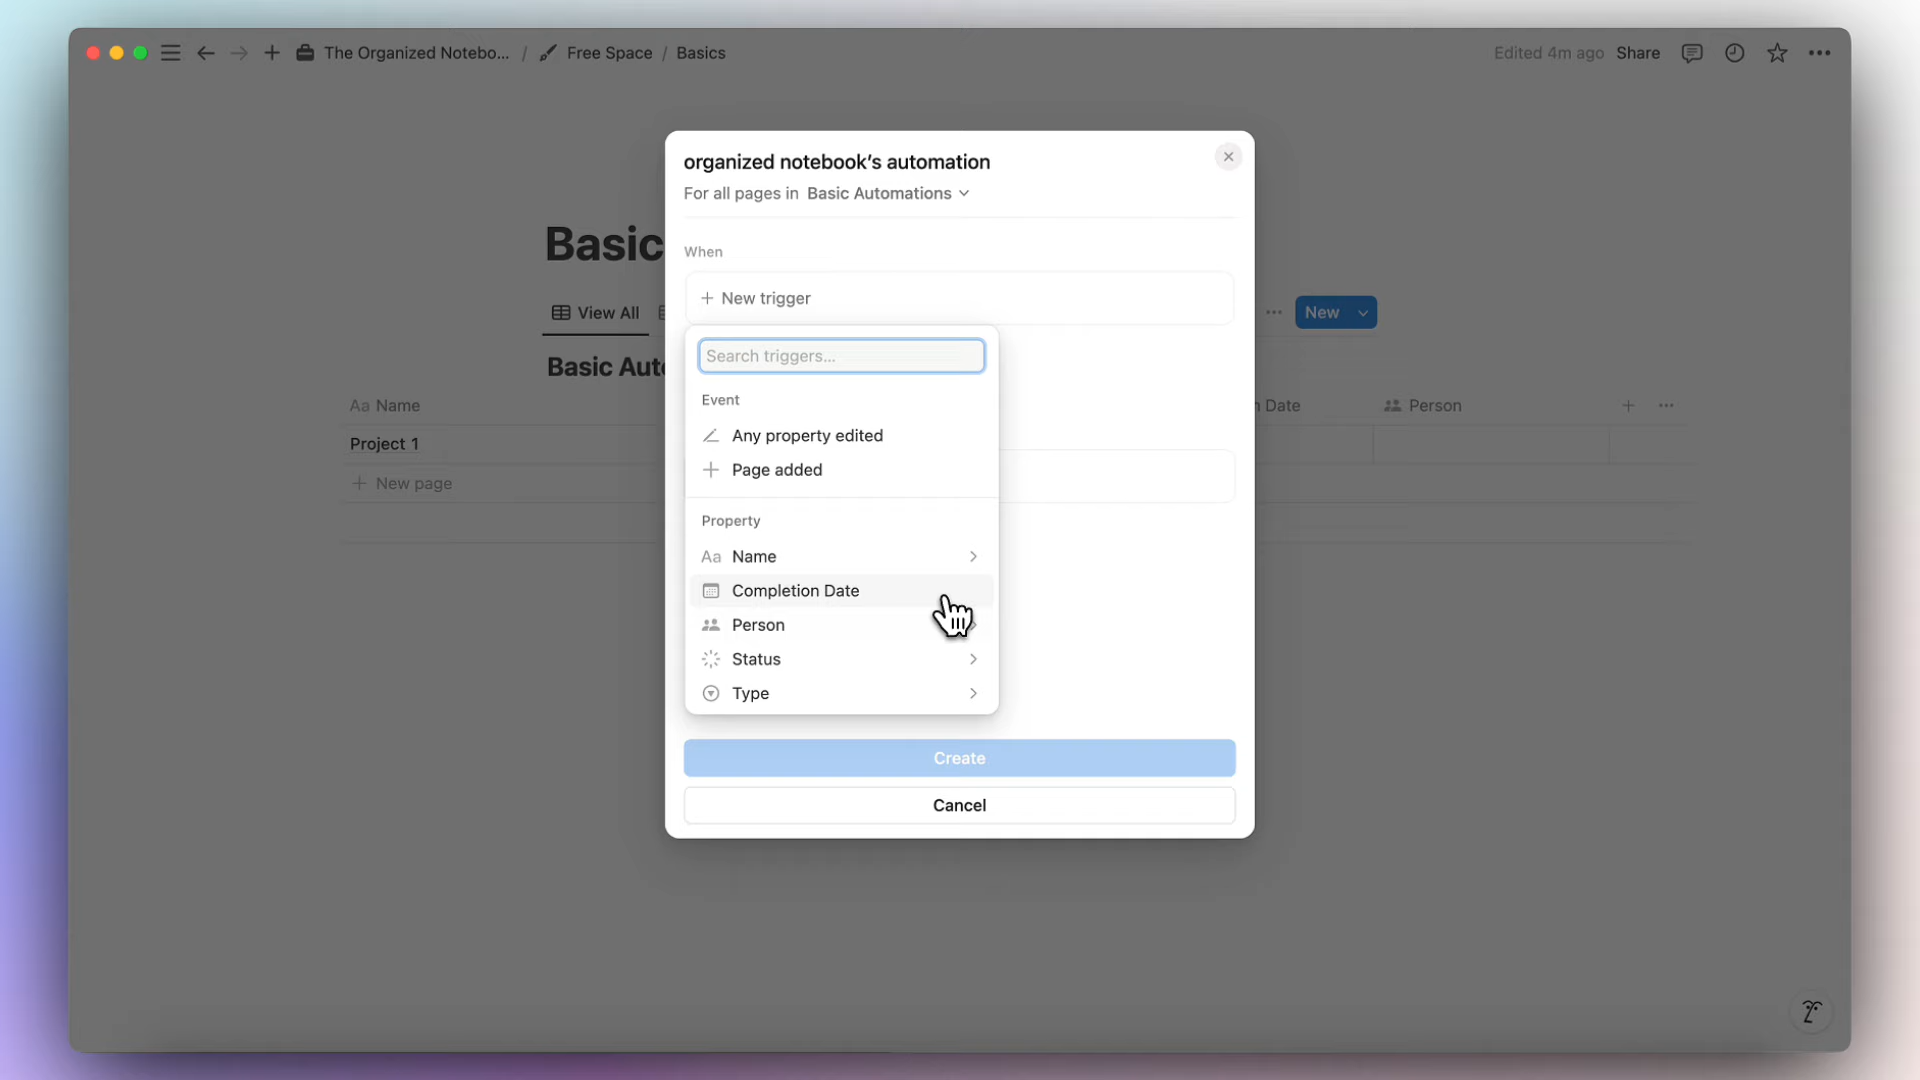 The Organized Notebo... / Free Space / Basics
Edited 4m ago Share
organized notebook's automation
For all pages in Basic Automations
Basic
When
+ New trigger
View All
New
Search triggers...
Basic Auto
Event
Aa Name
Date
Person
Any property edited
Project 1
Page added
+ New page
Property
Aa Name
Completion Date
Person
Status
Type
Create
Cancel